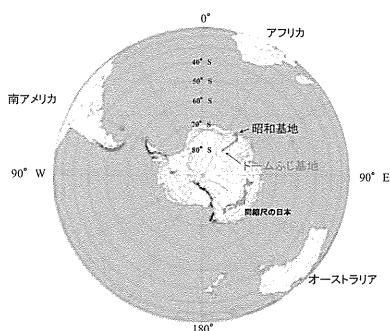 0°
アフリカ
40° S
50° S
南アメリカ
60° S
70° S
昭和基地
80° S
ドームふじ基地
90° W
90° E
同縮尺の日本
オーストラリア
180°